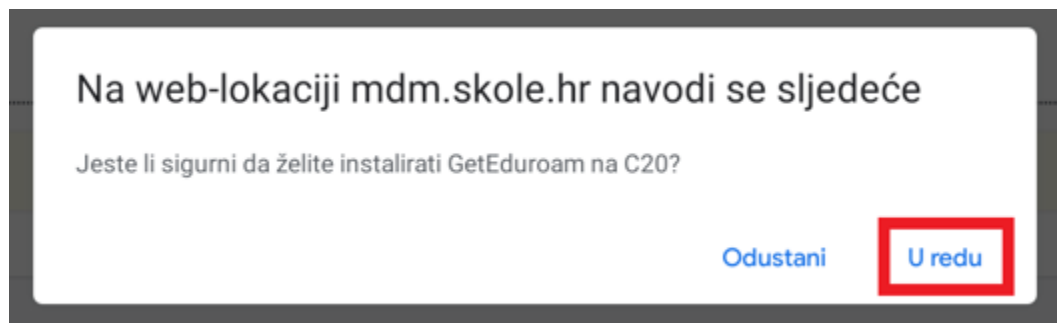 Na web-lokaciji mdm.skole.hr navodi se sljedeće
Jeste li sigurni da želite instalirati GetEduroam na C20?
Odustani U redu